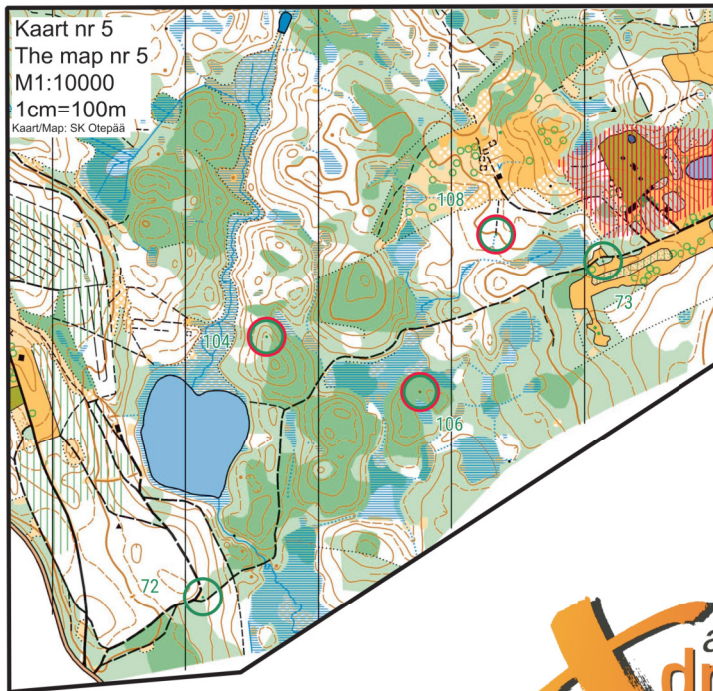 Kaart nr 5
The map nr 5
M1:10000
1cm=100m
Kaart/Map: SK Otepää
108
73
104
106
72
a
dr